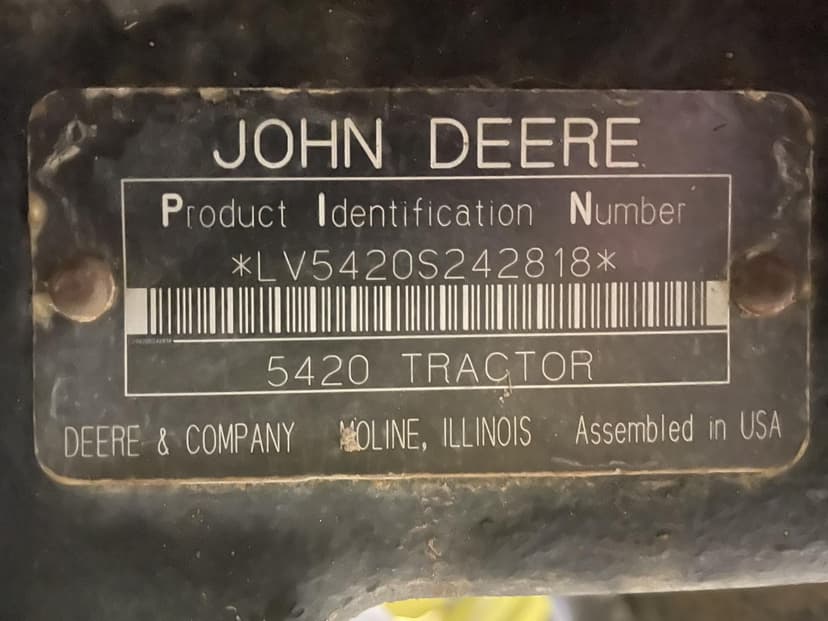 JOHN DEERE
Product Identification Number
*LV5420S242818*
5420 TRACTOR
DEERE & COMPANY MOLINE, ILLINOIS Assembled in USA